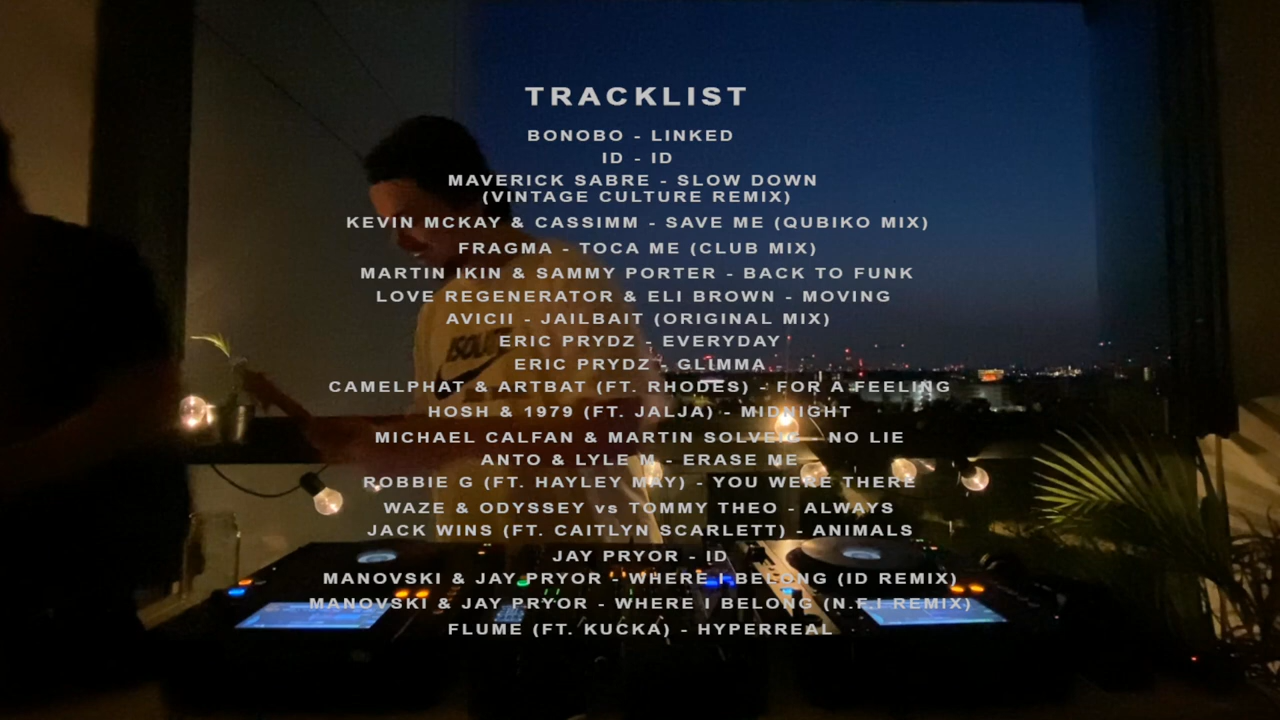 TRACKLIST
BONOBO - LINKED
ID - ID
MAVERICK SABRE - SLOW DOWN
(VINTAGE CULTURE REMIX)
KEVIN MCKAY & CASSIMM - SAVE ME (QUBIKO MIX)
FRAGMA - TOCA ME (CLUB MIX)
MARTIN IKIN & SAMMY PORTER - BACK TO FUNK
LOVE REGENERATOR & ELI BROWN - MOVING
AVICII - JAILBAIT (ORIGINAL MIX)
ERIC PRYDZ - EVERYDAY
ERIC PRYDZ - GLIMMA
CAMELPHAT & ARTBAT (FT. RHODES) - FOR A FEELING
HOSH & 1979 (FT. JALJA) - MIDNIGHT
MICHAEL CALFAN & MARTIN SOLVEIG - NO LIE
ANTO & LYLE M - ERASE ME
ROBBIE G (FT. HAYLEY MAY) - YOU WERE THERE
WAZE & ODYSSEY vs TOMMY THEO - ALWAYS
JACK WINS (FT. CAITLYN SCARLETT) - ANIMALS
JAY PRYOR - ID
MANOVSKI & JAY PRYOR - WHERE I BELONG (ID REMIX)
MANOVSKI & JAY PRYOR - WHERE I BELONG (N.F.I REMIX)
FLUME (FT. KUCKA) - HYPERREAL